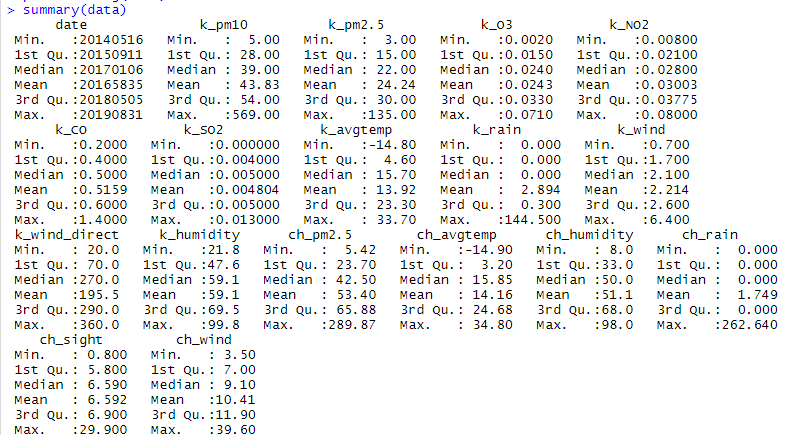 > summary(data)
date k_pm10 k_pm2.5 k_O3 k_NO2
Min. :20140516 Min. : 5.00 Min. : 3.00 Min. :0.0020 Min. :0.00800
1st Qu.:20150911 1st Qu.: 28.00 1st Qu.: 15.00 1st Qu.:0.0150 1st Qu.:0.02100
Median :20170106 Median : 39.00 Median : 22.00 Median :0.0240 Median :0.02800
Mean :20165835 Mean : 43.83 Mean : 24.24 Mean :0.0243 Mean :0.03003
3rd Qu.:20180505 3rd Qu.: 54.00 3rd Qu.: 30.00 3rd Qu.:0.0330 3rd Qu.:0.03775
Max. :20190831 Max. :569.00 Max. :135.00 Max. :0.0710 Max. :0.08000
k_CO k_SO2 k_avgtemp k_rain k_wind
Min. :0.2000 Min. :0.000000 Min. :-14.80 Min. : 0.000 Min. :0.700
1st Qu.:0.4000 1st Qu.:0.004000 1st Qu.: 4.60 1st Qu.: 0.000 1st Qu.:1.700
Median :0.5000 Median :0.005000 Median : 15.70 Median : 0.000 Median :2.100
Mean :0.5159 Mean :0.004804 Mean : 13.92 Mean : 2.894 Mean :2.214
3rd Qu.:0.6000 3rd Qu.:0.005000 3rd Qu.: 23.30 3rd Qu.: 0.300 3rd Qu.:2.600
Max. :1.4000 Max. :0.013000 Max. : 33.70 Max. :144.500 Max. :6.400
k_wind_direct k_humidity ch_pm2.5 ch_avgtemp ch_humidity ch_rain
Min. : 20.0 Min. :21.8 Min. : 5.42 Min. :-14.90 Min. : 8.0 Min. : 0.000
1st Qu.: 70.0 1st Qu.:47.6 1st Qu.: 23.70 1st Qu.: 3.20 1st Qu.:33.0 1st Qu.: 0.000
Median :270.0 Median :59.1 Median : 42.50 Median : 15.85 Median :50.0 Median : 0.000
Mean :195.5 Mean :59.1 Mean : 53.40 Mean : 14.16 Mean :51.1 Mean : 1.749
3rd Qu.:290.0 3rd Qu.:69.5 3rd Qu.: 65.88 3rd Qu.: 24.68 3rd Qu.:68.0 3rd Qu.: 0.000
Max. :360.0 Max. :99.8 Max. :289.87 Max. : 34.80 Max. :98.0 Max. :262.640
ch_sight ch_wind
Min. : 0.800 Min. : 3.50
1st Qu.: 5.800 1st Qu.: 7.00
Median : 6.590 Median : 9.10
Mean : 6.592 Mean :10.41
3rd Qu.: 6.900 3rd Qu.:11.90
Max. :29.900 Max. :39.60